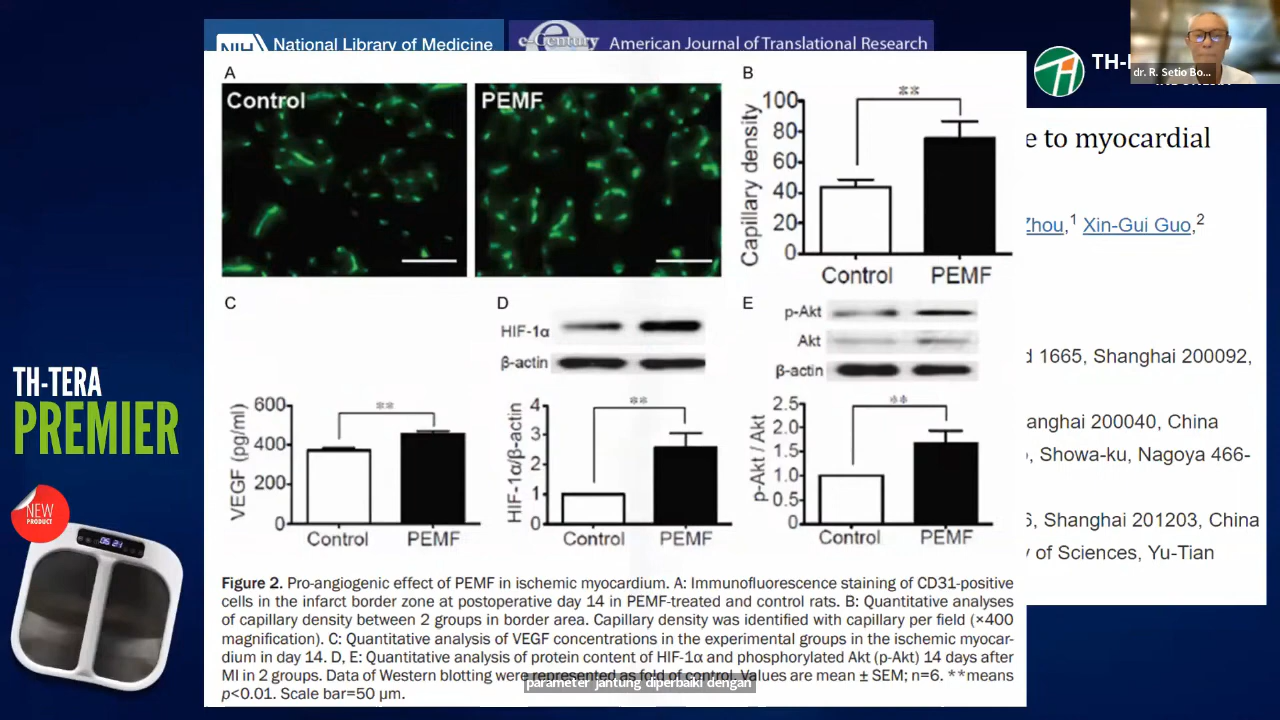 NIH National Library of Medicine
e-Century American Journal of Translational Research
TH-
dr. R. Setio Bo...
e to myocardial
Zhou,1 Xin-Gui Guo,2
d 1665, Shanghai 200092,
anghai 200040, China
, Showa-ku, Nagoya 466-
6, Shanghai 201203, China
y of Sciences, Yu-Tian
A
Control
PEMF
B
Capillary density
100
80
60
40
20
0
**
Control
PEMF
C
VEGF (pg/ml)
600
400
200
0
**
Control
PEMF
D
HIF-1α
β-actin
HIF-1α/β-actin
4
3
2
1
0
**
Control
PEMF
E
p-Akt
Akt
β-actin
p-Akt / Akt
2.5
2.0
1.5
1.0
0.5
0
**
Control
PEMF
Figure 2. Pro-angiogenic effect of PEMF in ischemic myocardium. A: Immunofluorescence staining of CD31-positive
cells in the infarct border zone at postoperative day 14 in PEMF-treated and control rats. B: Quantitative analyses
of capillary density between 2 groups in border area. Capillary density was identified with capillary per field (×400
magnification). C: Quantitative analysis of VEGF concentrations in the experimental groups in the ischemic myocar-
dium in day 14. D, E: Quantitative analysis of protein content of HIF-1α and phosphorylated Akt (p-Akt) 14 days after
MI in 2 groups. Data of Western blotting were represented as fold of control. Values are mean ± SEM; n=6. **means
p<0.01. Scale bar=50 µm.
parameter jantung diperbaiki dengan
TH-TERA
PREMIER
NEW
PRODUCT